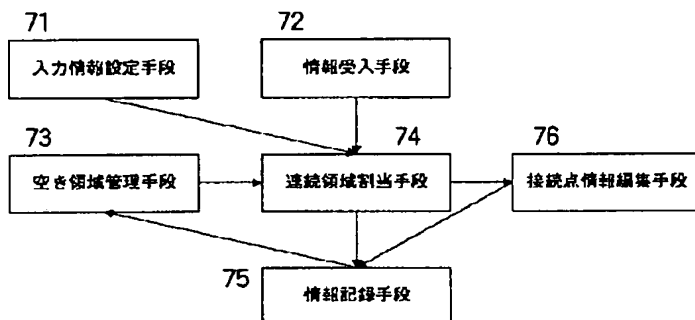 71
入力情報設定手段
72
情報受入手段
73
空き領域管理手段
74
連続領域割当手段
76
接続点情報編集手段
75
情報記録手段